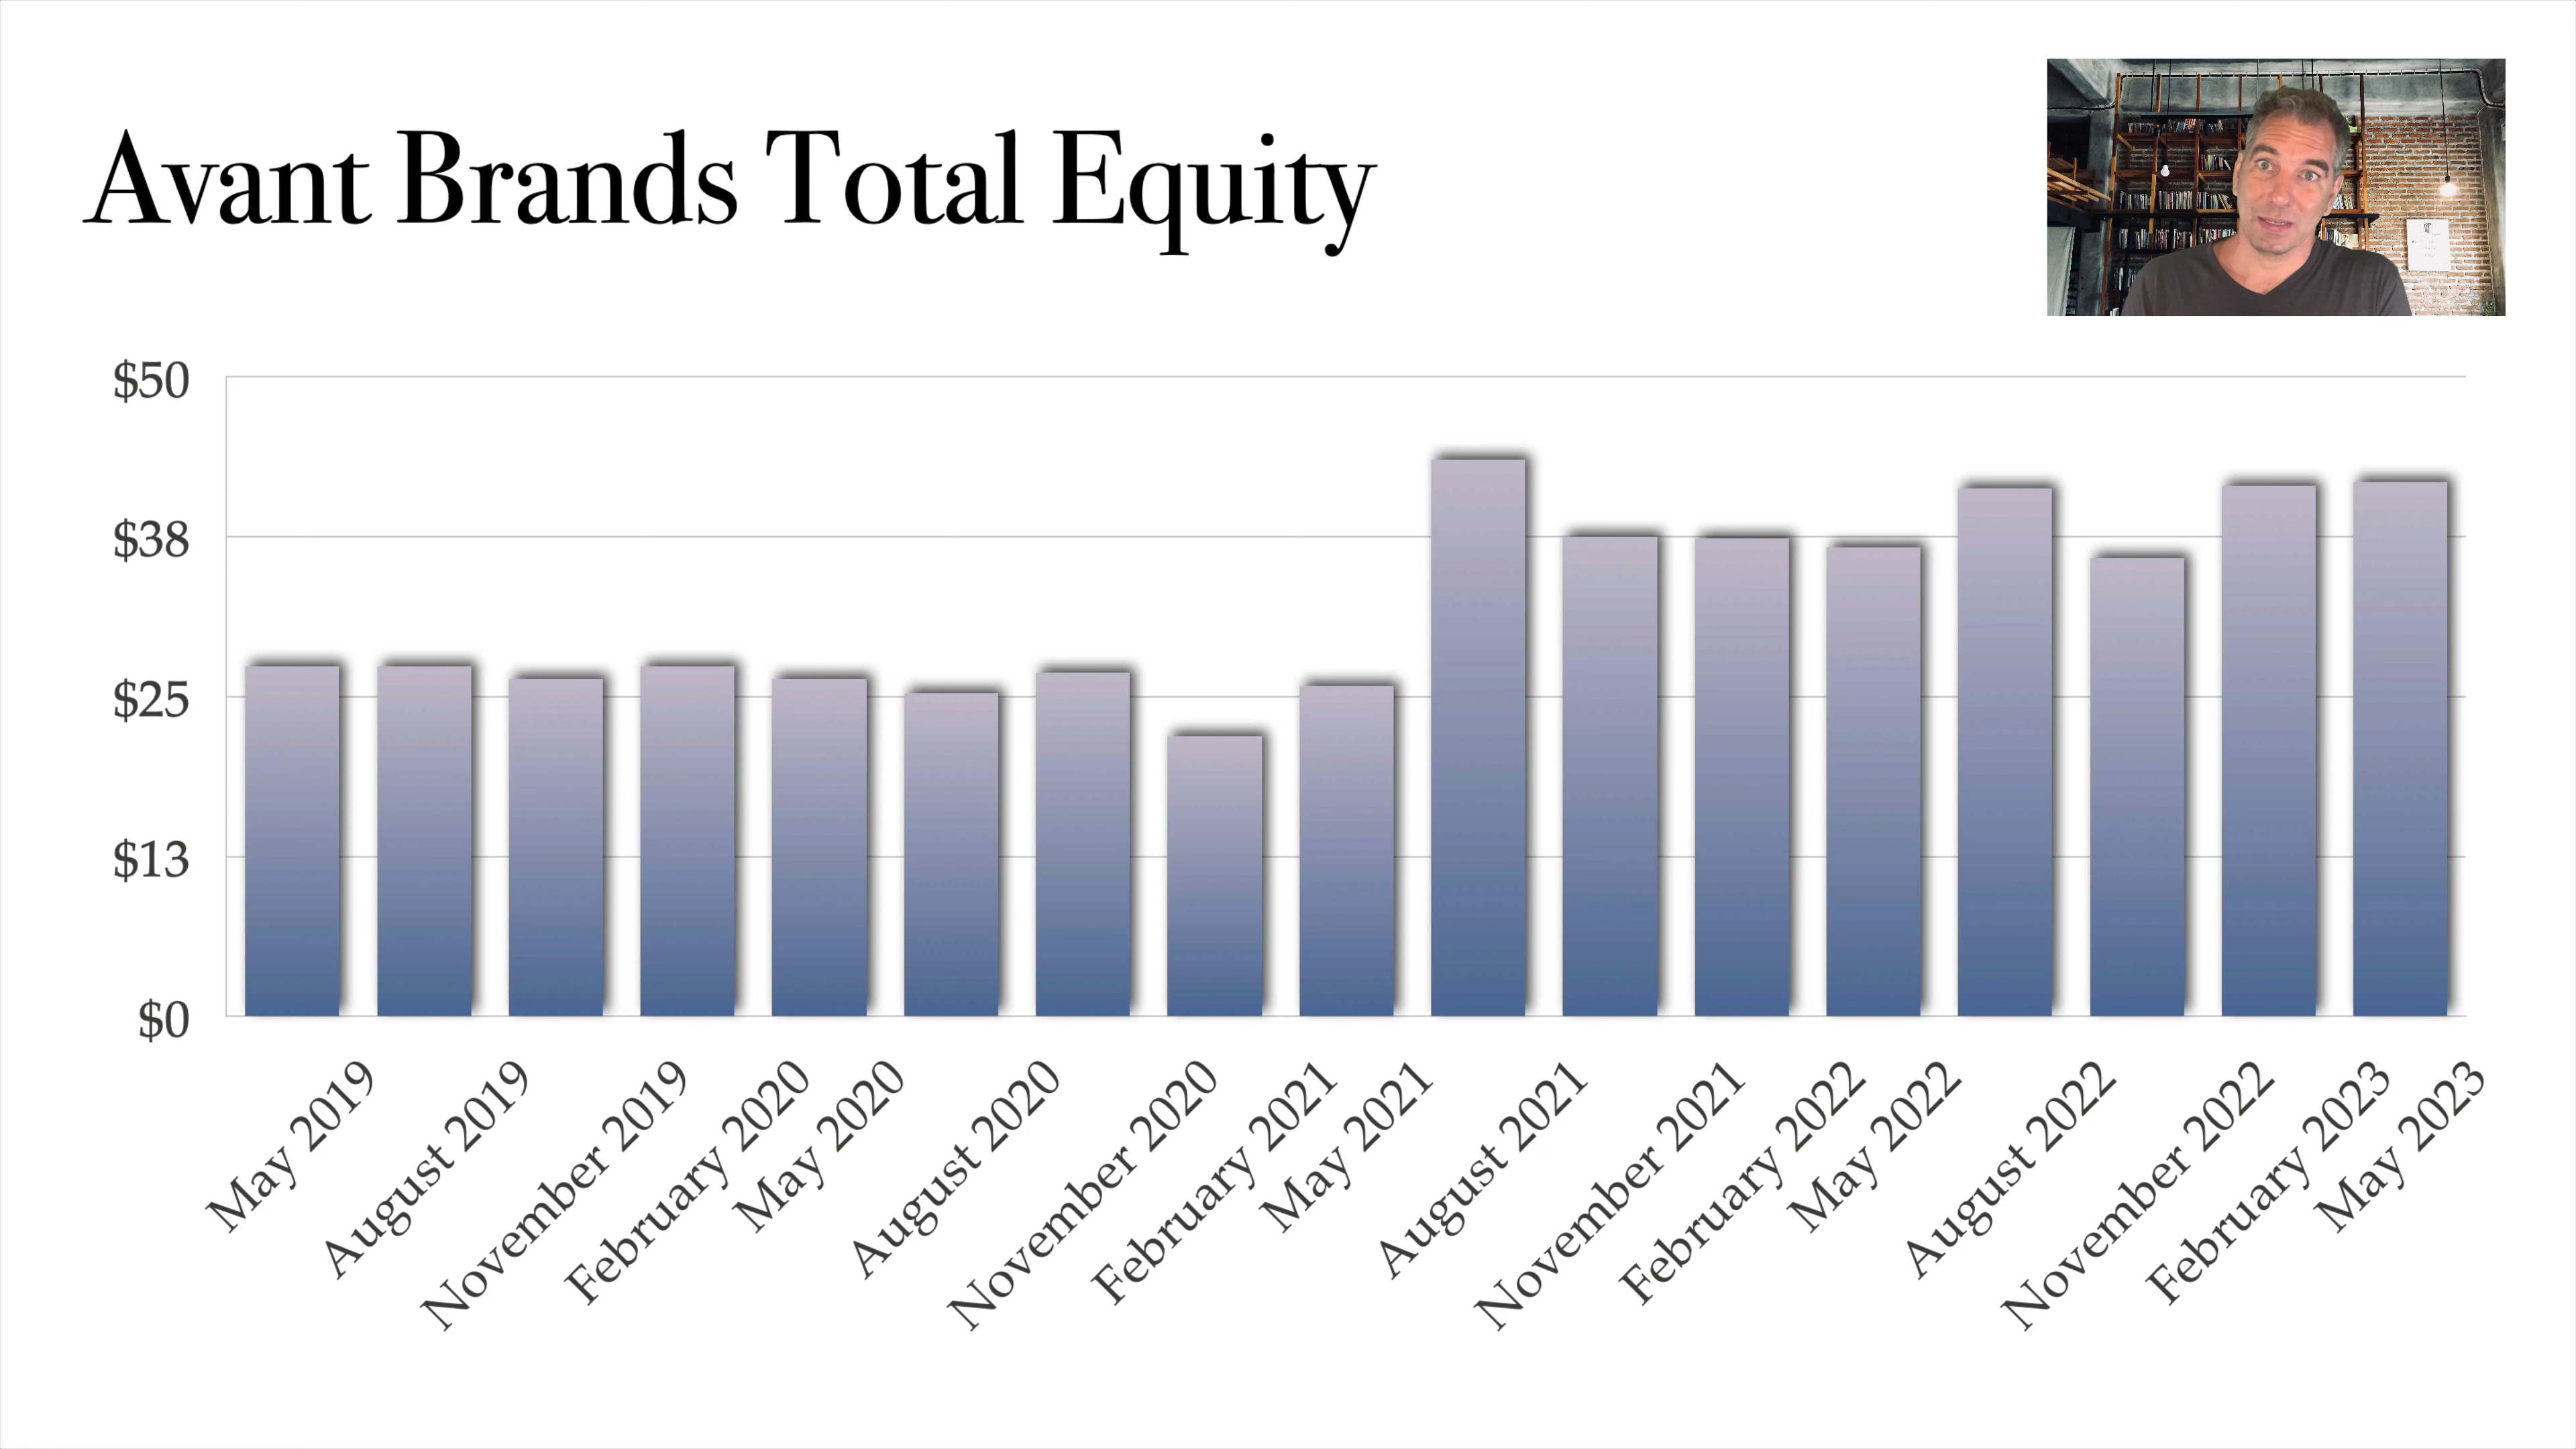 Avant Brands Total Equity
$50
$38
$25
$13
$0
May 2019
August 2019
November 2019
February 2020
May 2020
August 2020
November 2020
February 2021
May 2021
August 2021
November 2021
February 2022
May 2022
August 2022
November 2022
February 2023
May 2023